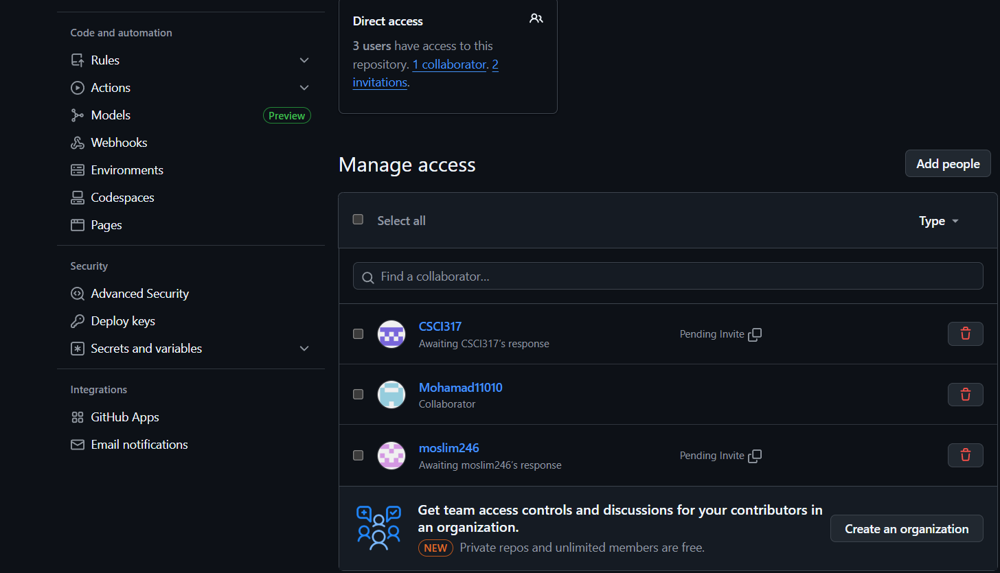 Code and automation
Rules
Actions
Models
Preview
Webhooks
Environments
Codespaces
Pages
Security
Advanced Security
Deploy keys
Secrets and variables
Integrations
GitHub Apps
Email notifications
Direct access
3 users have access to this
repository. 1 collaborator. 2
invitations.
Manage access
Add people
Select all
Type
Find a collaborator...
CSCI317
Awaiting CSCI317's response
Pending Invite
Mohamad11010
Collaborator
moslim246
Awaiting moslim246's response
Pending Invite
Get team access controls and discussions for your contributors in
an organization.
NEW Private repos and unlimited members are free.
Create an organization